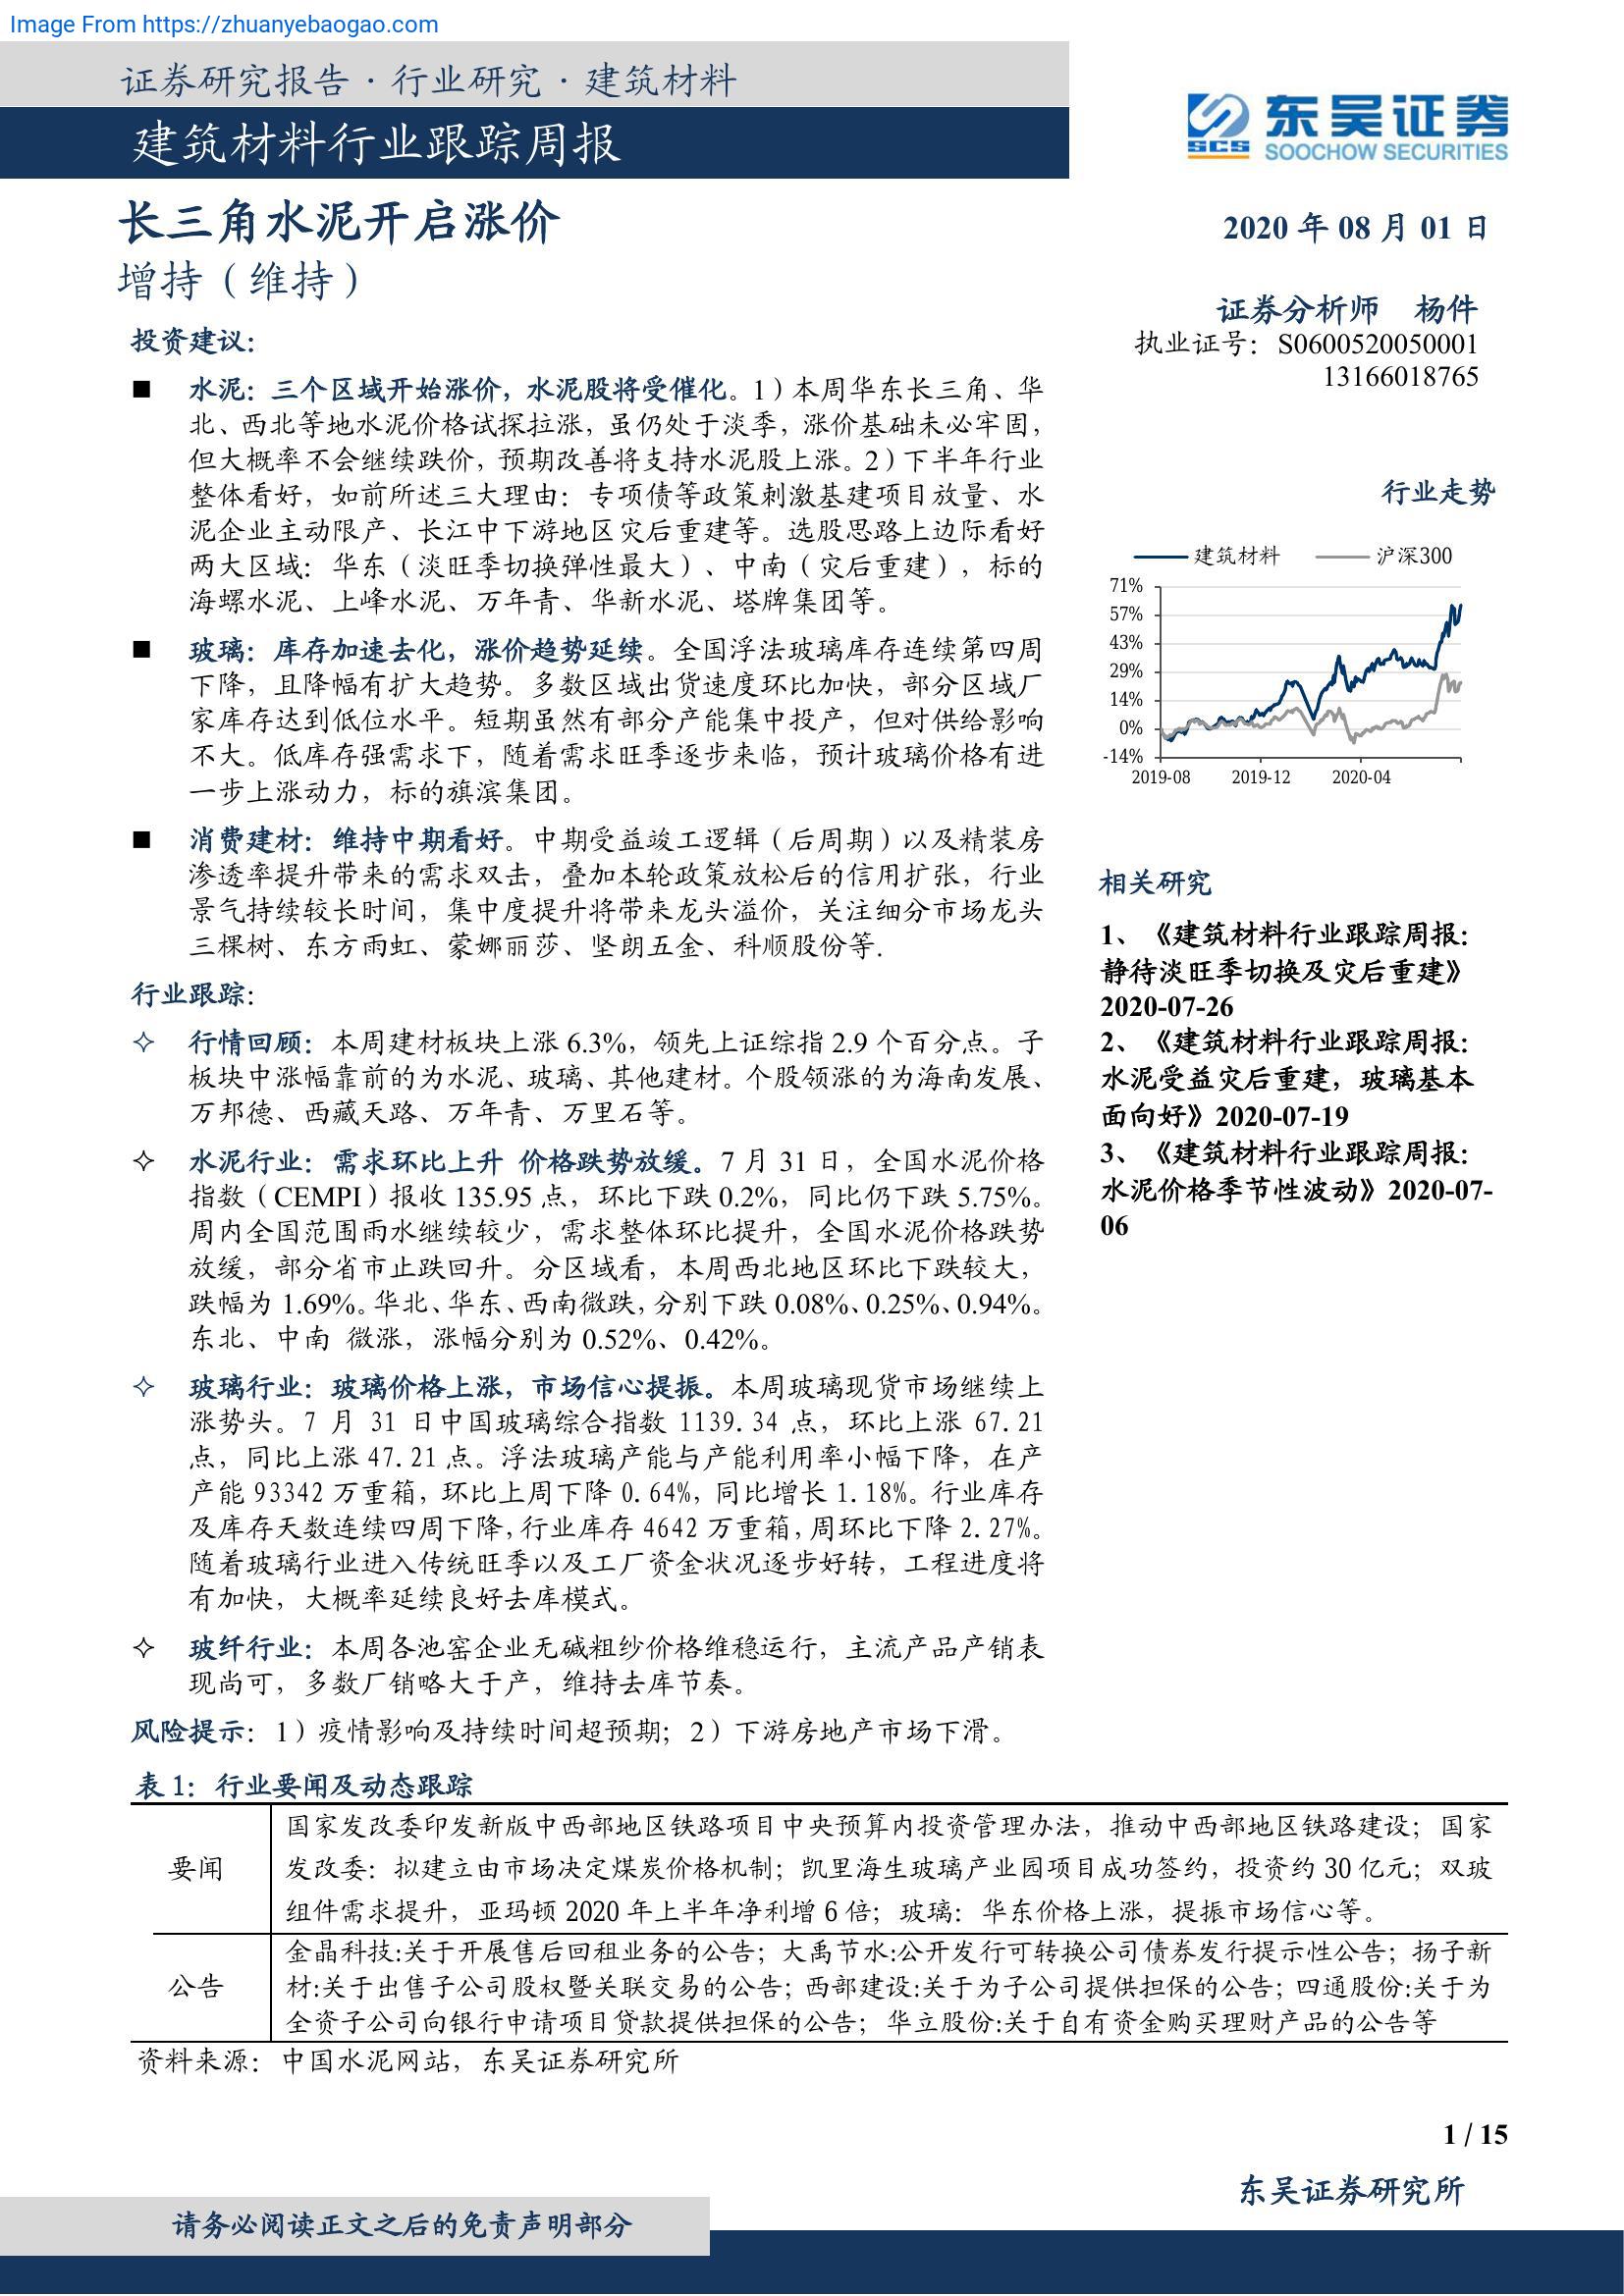 Image From https://zhuanyebaogao.com
证券研究报告·行业研究·建筑材料
建筑材料行业跟踪周报
东吴证券
SCS
SOOCHOW SECURITIES
长三角水泥开启涨价
增持（维持）
投资建议：
■ 水泥：三个区域开始涨价，水泥股将受催化。1）本周华东长三角、华
北、西北等地水泥价格试探拉涨，虽仍处于淡季，涨价基础未必牢固，
但大概率不会继续跌价，预期改善将支持水泥股上涨。2）下半年行业
整体看好，如前所述三大理由：专项债等政策刺激基建项目放量、水
泥企业主动限产、长江中下游地区灾后重建等。选股思路上边际看好
两大区域：华东（淡旺季切换弹性最大）、中南（灾后重建），标的
海螺水泥、上峰水泥、万年青、华新水泥、塔牌集团等。
■ 玻璃：库存加速去化，涨价趋势延续。全国浮法玻璃库存连续第四周
下降，且降幅有扩大趋势。多数区域出货速度环比加快，部分区域厂
家库存达到低位水平。短期虽然有部分产能集中投产，但对供给影响
不大。低库存强需求下，随着需求旺季逐步来临，预计玻璃价格有进
一步上涨动力，标的旗滨集团。
■ 消费建材：维持中期看好。中期受益竣工逻辑（后周期）以及精装房
渗透率提升带来的需求双击，叠加本轮政策放松后的信用扩张，行业
景气持续较长时间，集中度提升将带来龙头溢价，关注细分市场龙头
三棵树、东方雨虹、蒙娜丽莎、坚朗五金、科顺股份等.
行业跟踪：
✧ 行情回顾：本周建材板块上涨 6.3%，领先上证综指 2.9 个百分点。子
板块中涨幅靠前的为水泥、玻璃、其他建材。个股领涨的为海南发展、
万邦德、西藏天路、万年青、万里石等。
✧ 水泥行业：需求环比上升 价格跌势放缓。7 月 31 日，全国水泥价格
指数（CEMPI）报收 135.95 点，环比下跌 0.2%，同比仍下跌 5.75%。
周内全国范围雨水继续较少，需求整体环比提升，全国水泥价格跌势
放缓，部分省市止跌回升。分区域看，本周西北地区环比下跌较大，
跌幅为 1.69%。华北、华东、西南微跌，分别下跌 0.08%、0.25%、0.94%。
东北、中南 微涨，涨幅分别为 0.52%、0.42%。
✧ 玻璃行业：玻璃价格上涨，市场信心提振。本周玻璃现货市场继续上
涨势头。7 月 31 日中国玻璃综合指数 1139.34 点，环比上涨 67.21
点，同比上涨 47.21 点。浮法玻璃产能与产能利用率小幅下降，在产
产能 93342 万重箱，环比上周下降 0.64%，同比增长 1.18%。行业库存
及库存天数连续四周下降，行业库存 4642 万重箱，周环比下降 2.27%。
随着玻璃行业进入传统旺季以及工厂资金状况逐步好转，工程进度将
有加快，大概率延续良好去库模式。
✧ 玻纤行业：本周各池窑企业无碱粗纱价格维稳运行，主流产品产销表
现尚可，多数厂销略大于产，维持去库节奏。
风险提示：1）疫情影响及持续时间超预期；2）下游房地产市场下滑。
2020 年 08 月 01 日
证券分析师 杨件
执业证号：S0600520050001
13166018765
行业走势
建筑材料 沪深300
71%
57%
43%
29%
14%
0%
-14%
2019-08 2019-12 2020-04
相关研究
1、《建筑材料行业跟踪周报：
静待淡旺季切换及灾后重建》
2020-07-26
2、《建筑材料行业跟踪周报：
水泥受益灾后重建，玻璃基本
面向好》2020-07-19
3、《建筑材料行业跟踪周报：
水泥价格季节性波动》2020-07-
06
表 1：行业要闻及动态跟踪
要闻
国家发改委印发新版中西部地区铁路项目中央预算内投资管理办法，推动中西部地区铁路建设；国家
发改委：拟建立由市场决定煤炭价格机制；凯里海生玻璃产业园项目成功签约，投资约 30 亿元；双玻
组件需求提升，亚玛顿 2020 年上半年净利增 6 倍；玻璃：华东价格上涨，提振市场信心等。
公告
金晶科技:关于开展售后回租业务的公告；大禹节水:公开发行可转换公司债券发行提示性公告；扬子新
材:关于出售子公司股权暨关联交易的公告；西部建设:关于为子公司提供担保的公告；四通股份:关于为
全资子公司向银行申请项目贷款提供担保的公告；华立股份:关于自有资金购买理财产品的公告等
资料来源：中国水泥网站，东吴证券研究所
1 / 15
东吴证券研究所
请务必阅读正文之后的免责声明部分